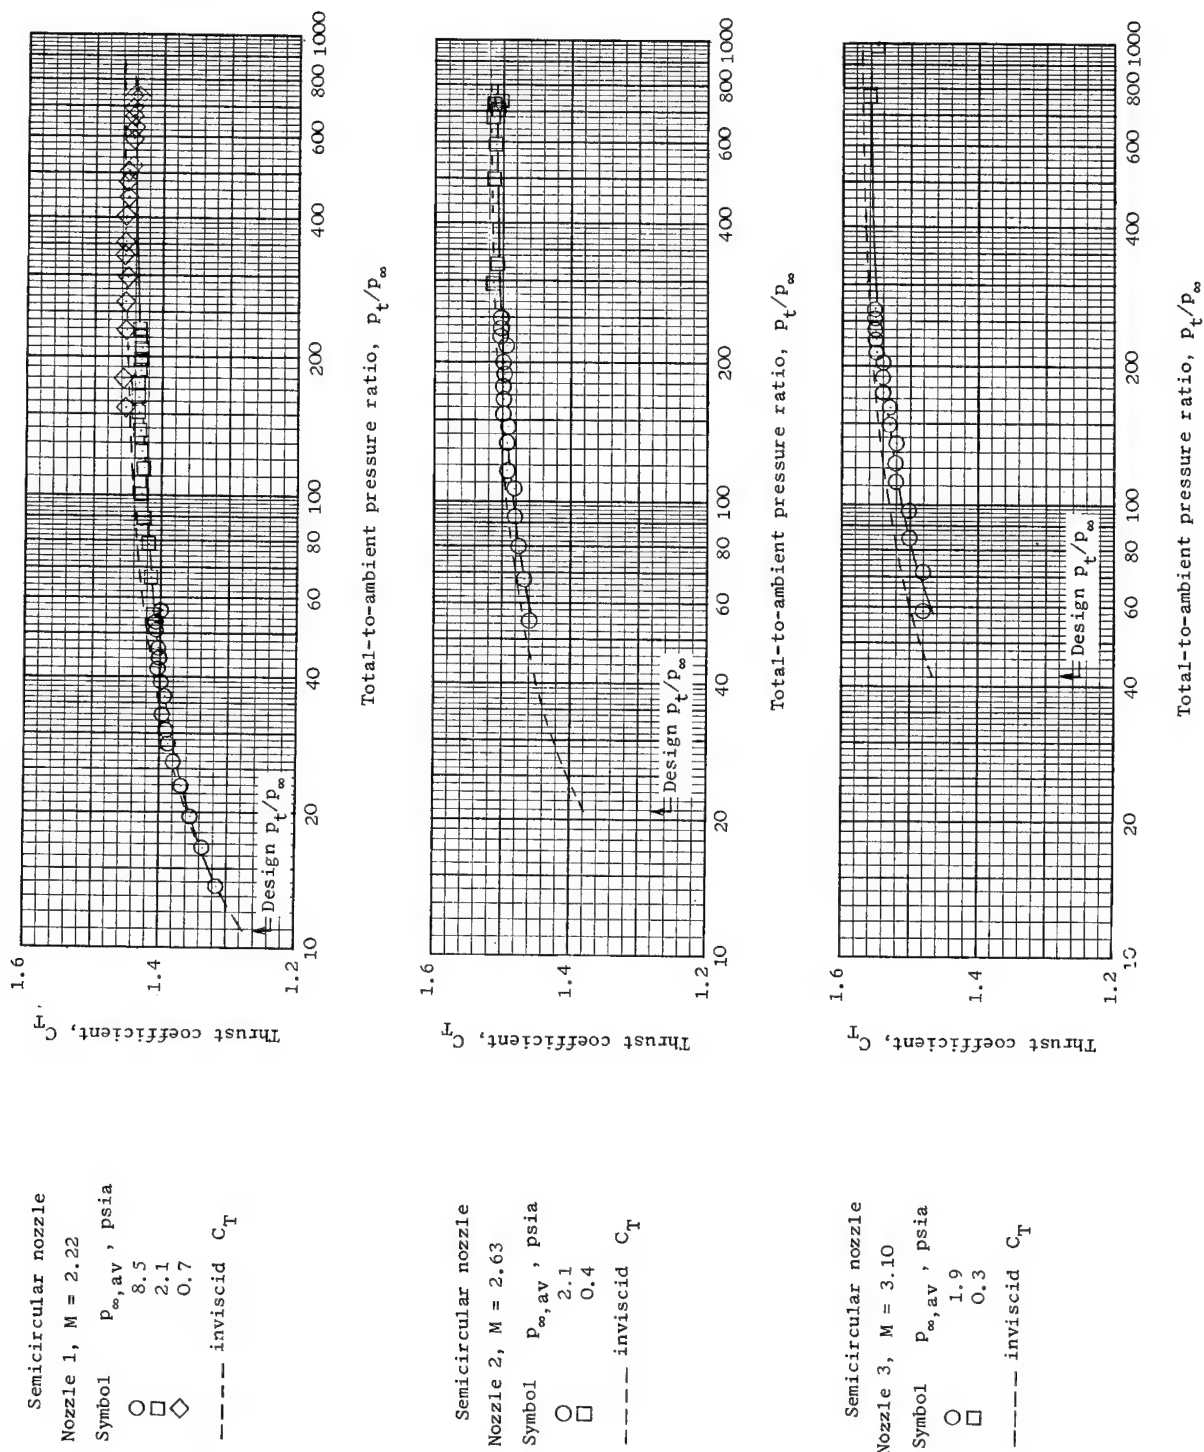 Semicircular nozzle
Nozzle 1, M = 2.22
Symbol p∞,av , psia
○ 8.5
□ 2.1
◇ 0.7
---- inviscid C_T
Thrust coefficient, C_T
1.6
1.4
1.2
Design p_t/p∞
10 20 40 60 80 100 200 400 600 800 1000
Total-to-ambient pressure ratio, p_t/p∞
Semicircular nozzle
Nozzle 2, M = 2.63
Symbol p∞,av , psia
○ 2.1
□ 0.4
---- inviscid C_T
Thrust coefficient, C_T
1.6
1.4
1.2
Design p_t/p∞
10 20 40 60 80 100 200 400 600 800 1000
Total-to-ambient pressure ratio, p_t/p∞
Semicircular nozzle
Nozzle 3, M = 3.10
Symbol p∞,av , psia
○ 1.9
□ 0.3
---- inviscid C_T
Thrust coefficient, C_T
1.6
1.4
1.2
Design p_t/p∞
10 20 40 60 80 100 200 400 600 800 1000
Total-to-ambient pressure ratio, p_t/p∞